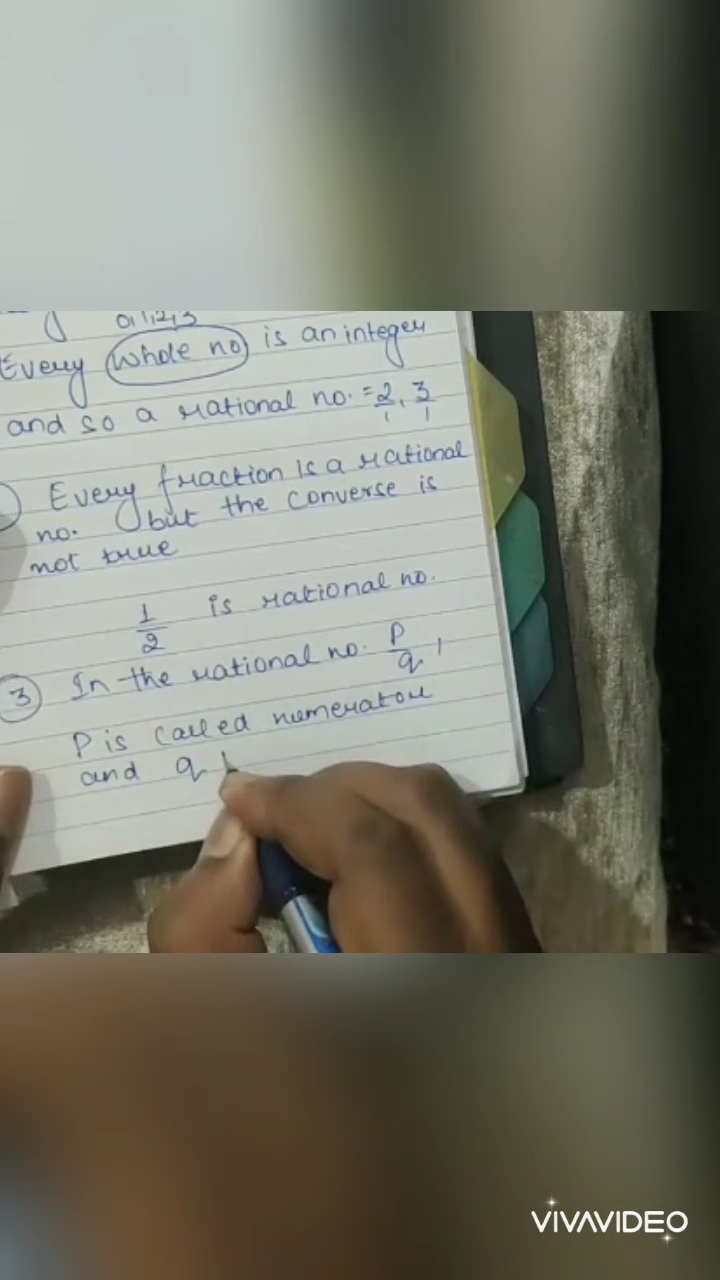 0,1,2,3
Every whole no is an integer
and so a rational no. = 2/1, 3/1
Every fraction is a rational
no. but the converse is
not true
1/2 is rational no.
3 In the rational no. P/q,
P is called numerator
and q
VIVAVIDEO